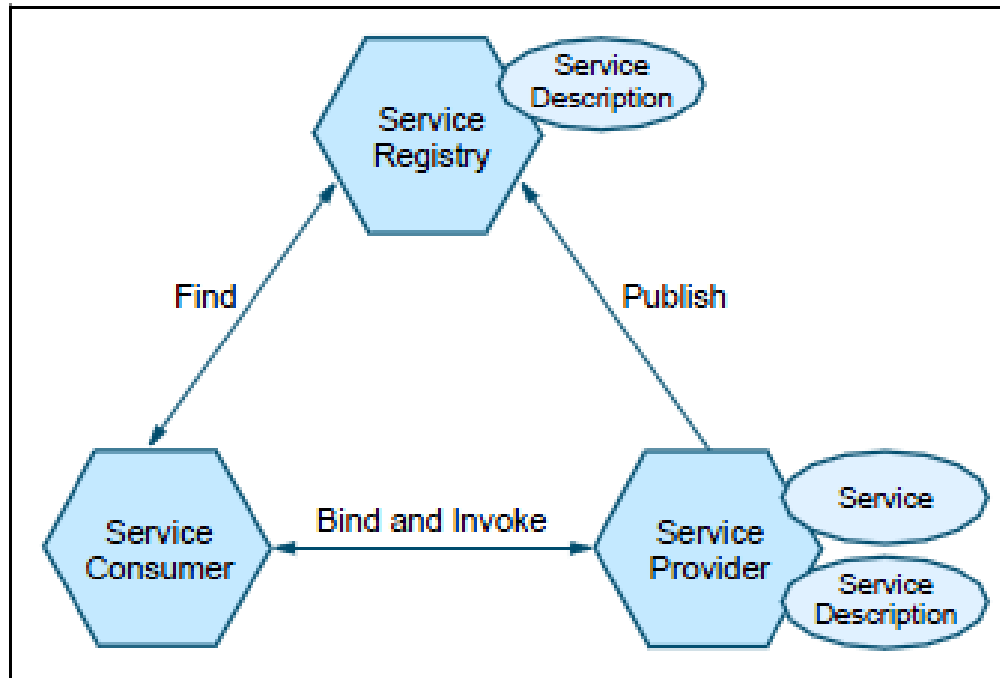 Service
Description
Service
Registry
Find
Publish
Service
Consumer
Bind and Invoke
Service
Provider
Service
Service
Description